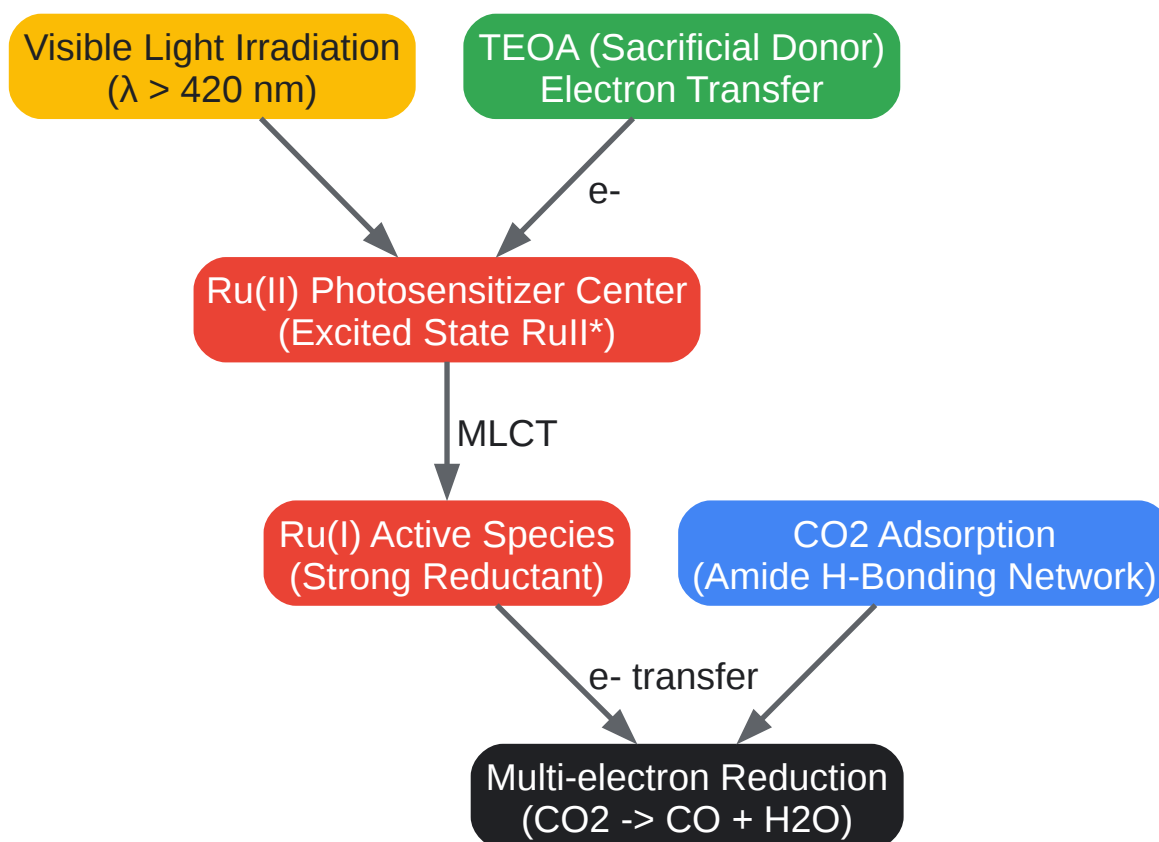 Visible Light Irradiation
(λ > 420 nm)
TEOA (Sacrificial Donor)
Electron Transfer
e-
Ru(II) Photosensitizer Center
(Excited State RuII*)
MLCT
Ru(I) Active Species
(Strong Reductant)
CO2 Adsorption
(Amide H-Bonding Network)
e- transfer
Multi-electron Reduction
(CO2 -> CO + H2O)